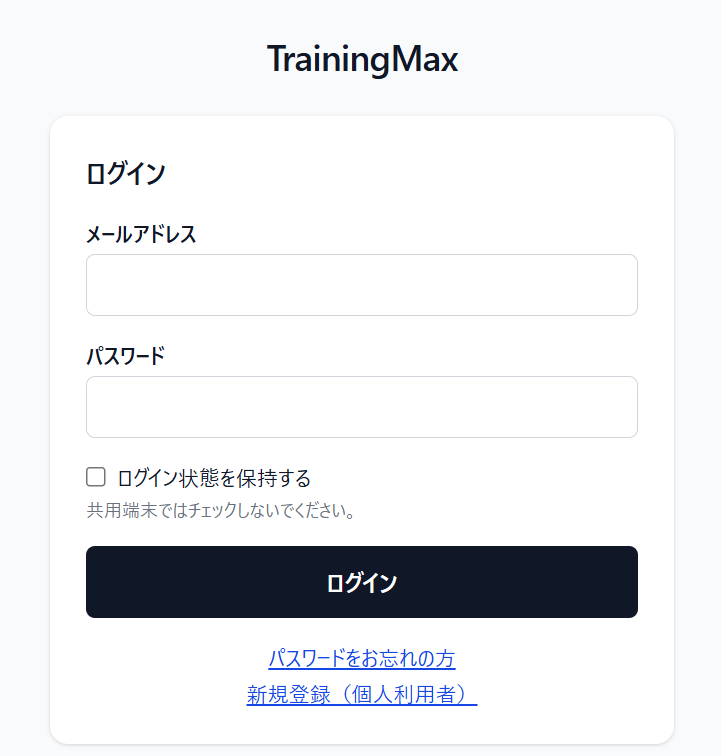 TrainingMax
ログイン
メールアドレス
パスワード
ログイン状態を保持する
共用端末ではチェックしないでください。
ログイン
パスワードをお忘れの方
新規登録（個人利用者）